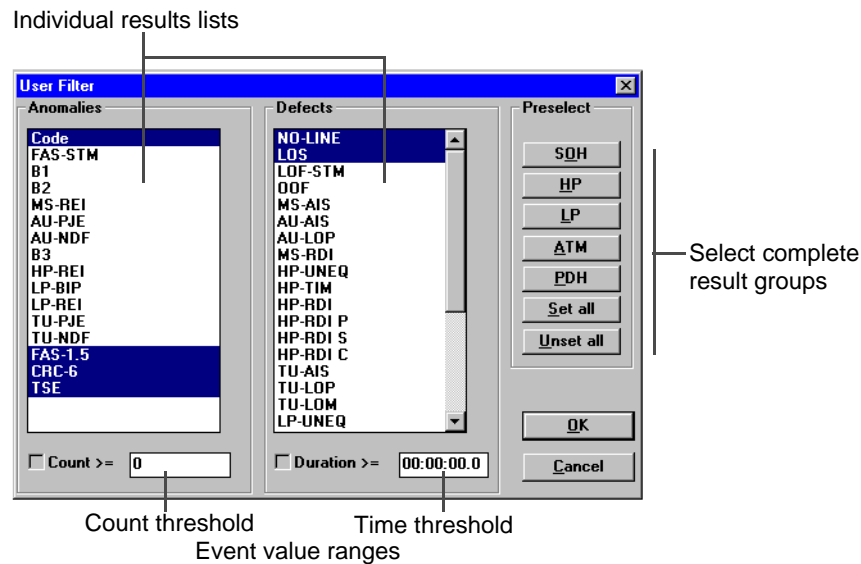 Individual results lists
User Filter
Anomalies
Code
FAS-STM
B1
B2
MS-REI
AU-PJE
AU-NDF
B3
HP-REI
LP-BIP
LP-REI
TU-PJE
TU-NDF
FAS-1.5
CRC-6
TSE
Count >= 0
Defects
NO-LINE
LOS
LOF-STM
OOF
MS-AIS
AU-AIS
AU-LOP
MS-RDI
HP-UNEQ
HP-TIM
HP-RDI
HP-RDI P
HP-RDI S
HP-RDI C
TU-AIS
TU-LOP
TU-LOM
LP-UNEQ
Duration >= 00:00:00.0
Preselect
SOH
HP
LP
ATM
PDH
Set all
Unset all
OK
Cancel
Select complete
result groups
Count threshold
Time threshold
Event value ranges